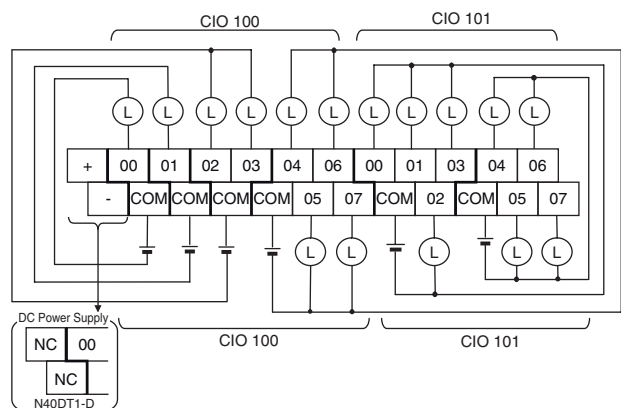 CIO 100 CIO 101
L L L L L L L L L L L
+ 00 01 02 03 04 06 00 01 03 04 06
- COM COM COM COM 05 07 COM 02 COM 05 07
L L L L L
DC Power Supply
NC 00
NC
N40DT1-D
CIO 100 CIO 101